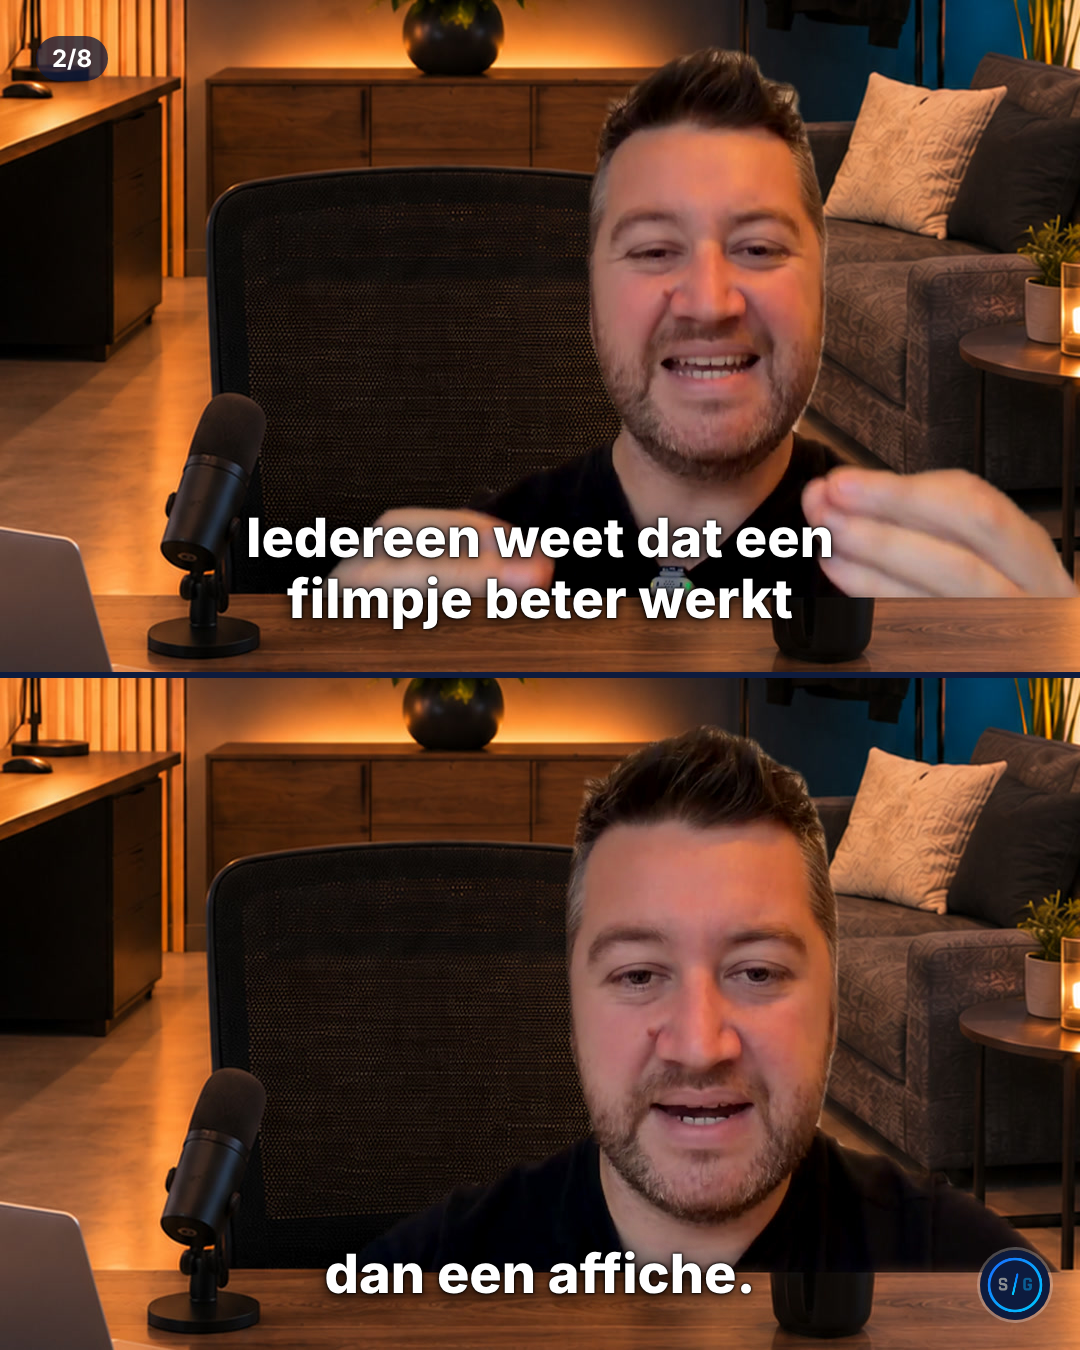 2/8
Iedereen weet dat een
filmpje beter werkt
dan een affiche.
S/G